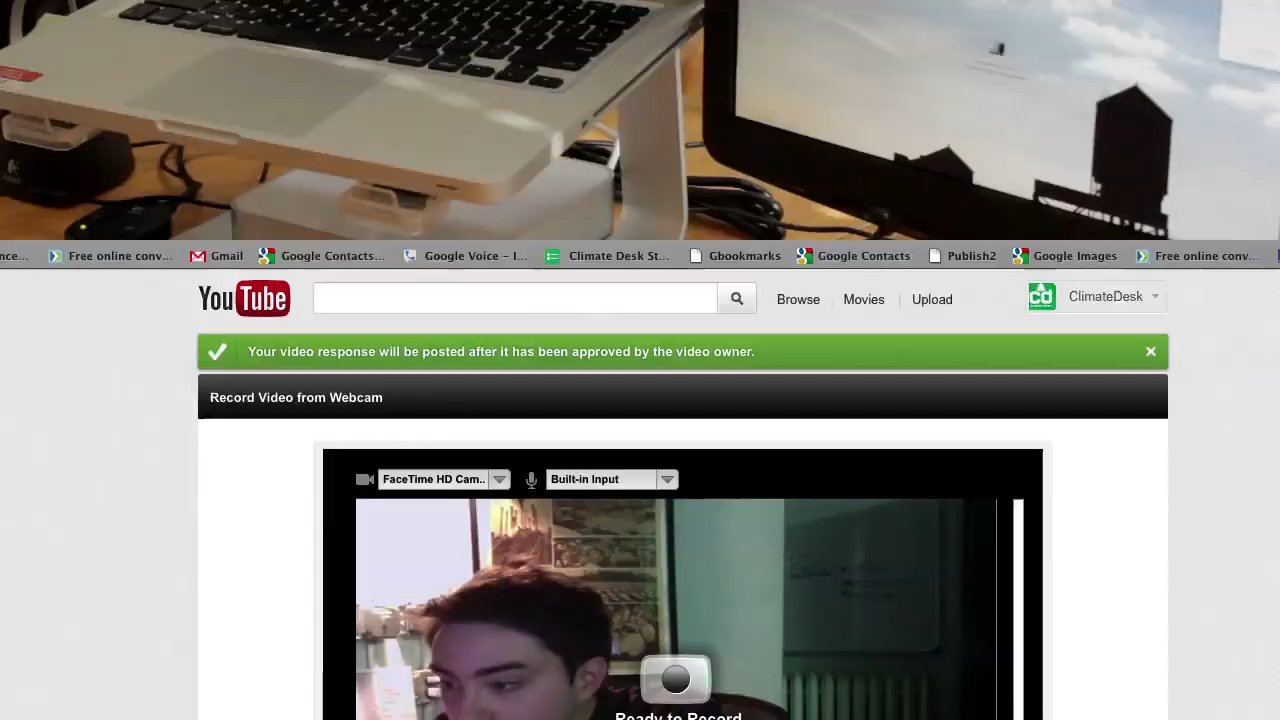 nce...
Free online conv...
Gmail
Google Contacts...
Google Voice – I...
Climate Desk St...
Gbookmarks
Google Contacts
Publish2
Google Images
Free online conv...
YouTube
Browse
Movies
Upload
cd
ClimateDesk
Your video response will be posted after it has been approved by the video owner.
Record Video from Webcam
FaceTime HD Cam..
Built-in Input
Ready to Record